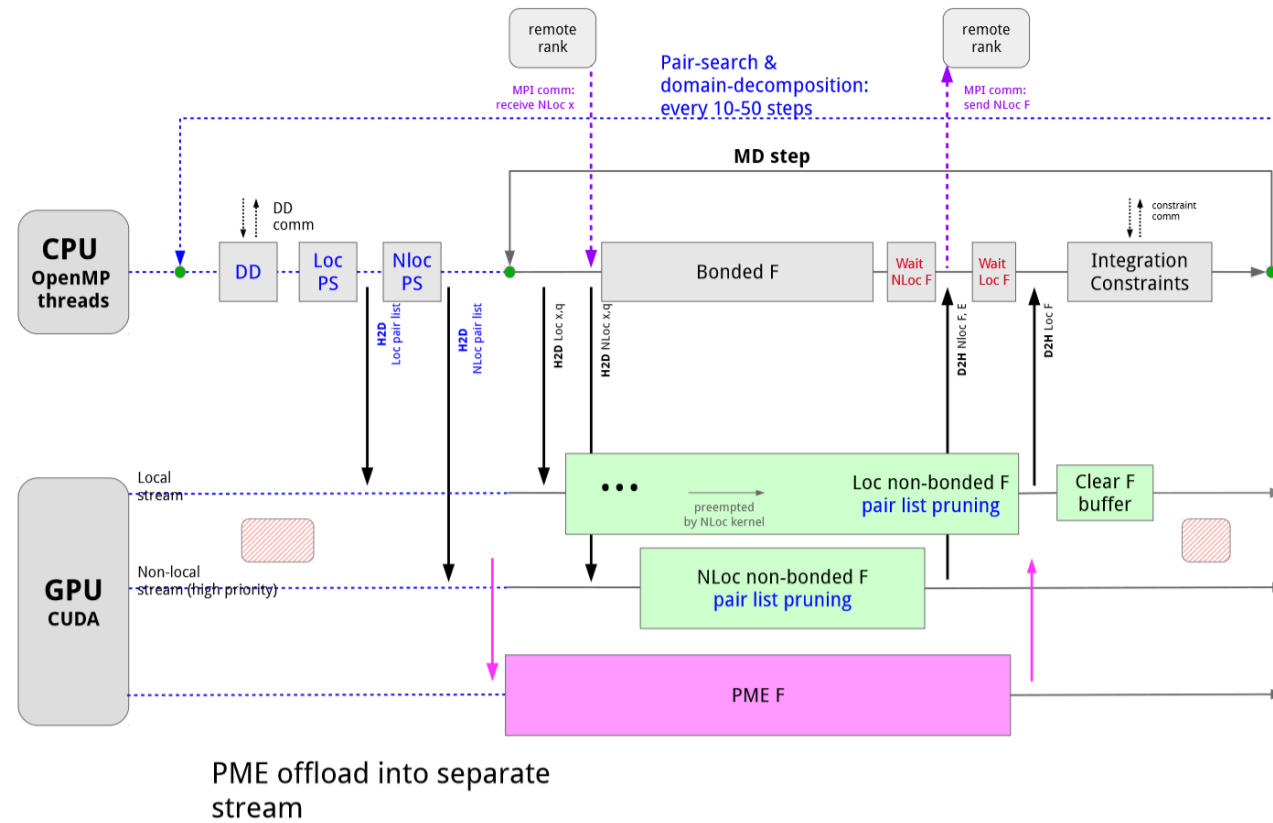 remote
rank
remote
rank
Pair-search &
domain-decomposition:
every 10-50 steps
MPI comm:
receive NLoc x
MPI comm:
send NLoc F
MD step
DD
comm
constraint
comm
CPU
OpenMP
threads
DD
Loc
PS
Nloc
PS
Bonded F
Wait
NLoc F
Wait
Loc F
Integration
Constraints
H2D
Loc pair list
H2D
NLoc pair list
H2D Loc x,q
H2D NLoc x,q
D2H Nloc F, E
D2H Loc F
Local
stream
•••
preempted
by NLoc kernel
Loc non-bonded F
pair list pruning
Clear F
buffer
Non-local
stream (high priority)
GPU
CUDA
NLoc non-bonded F
pair list pruning
PME F
PME offload into separate
stream